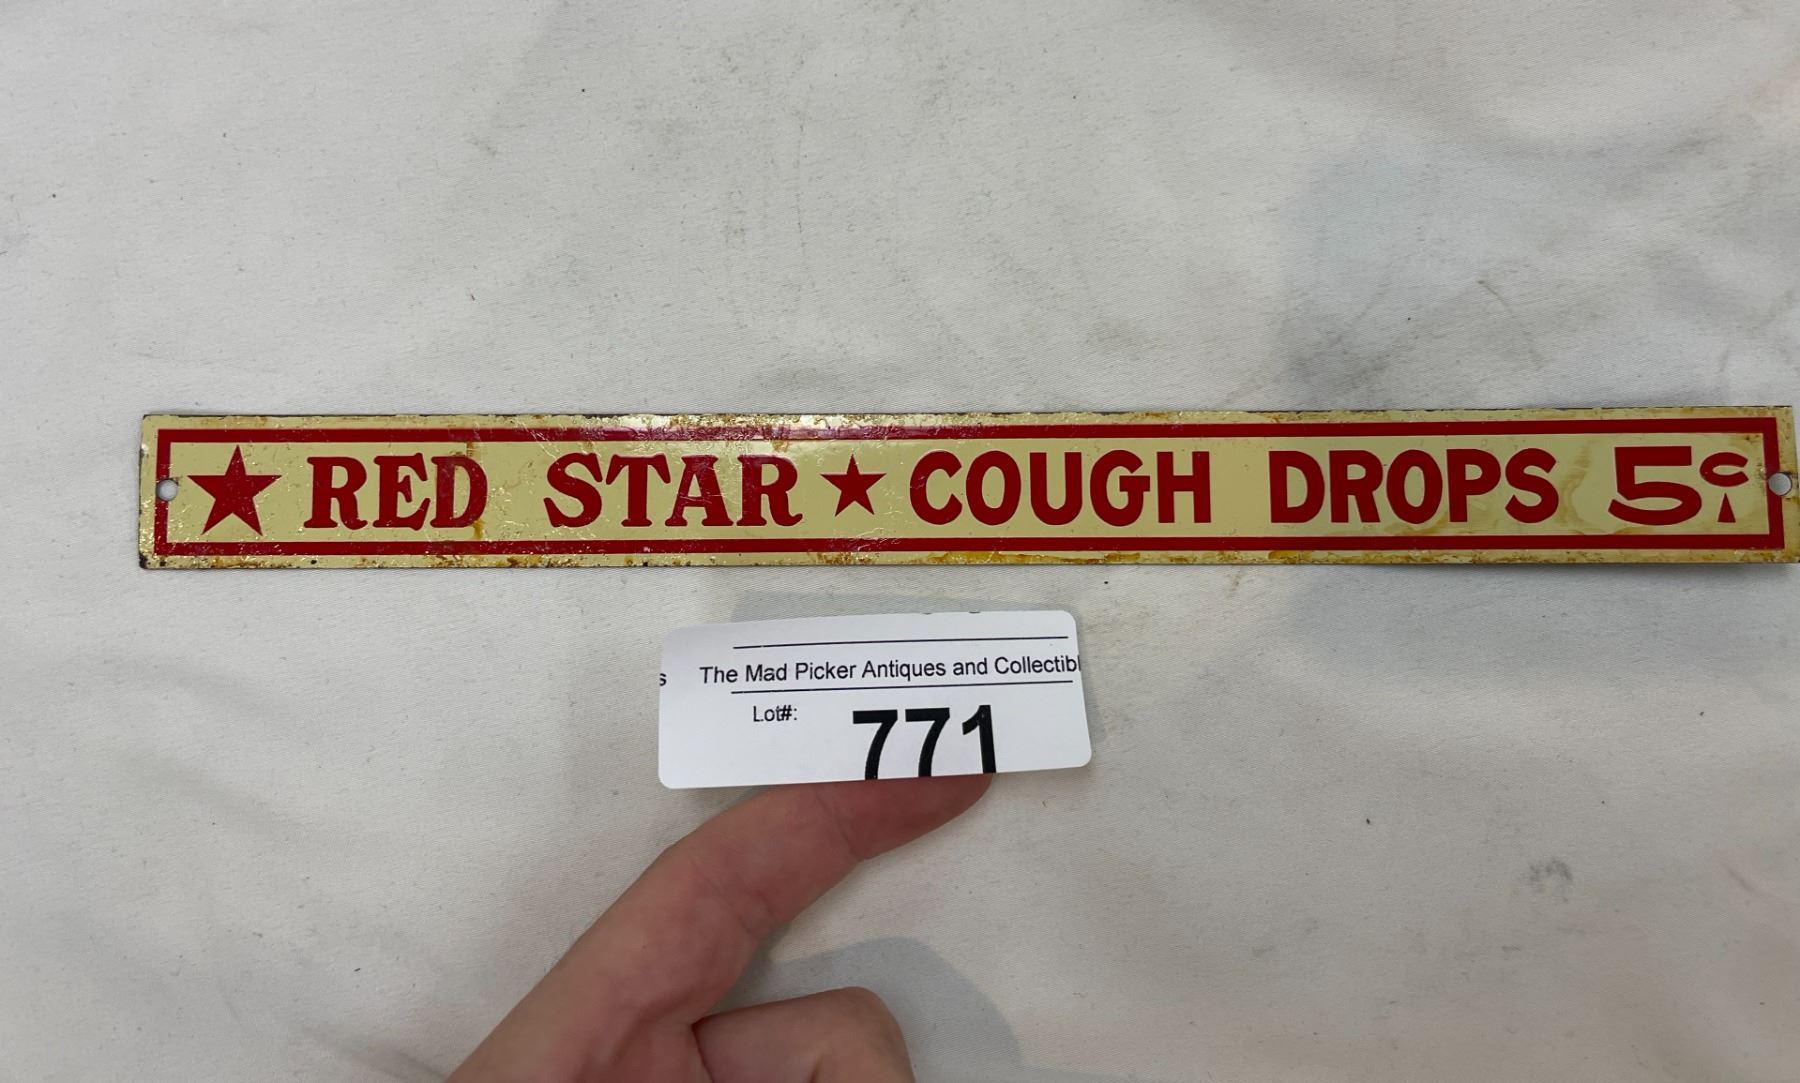 ★ RED STAR ★ COUGH DROPS 5¢
s The Mad Picker Antiques and Collectibl
Lot#: 771